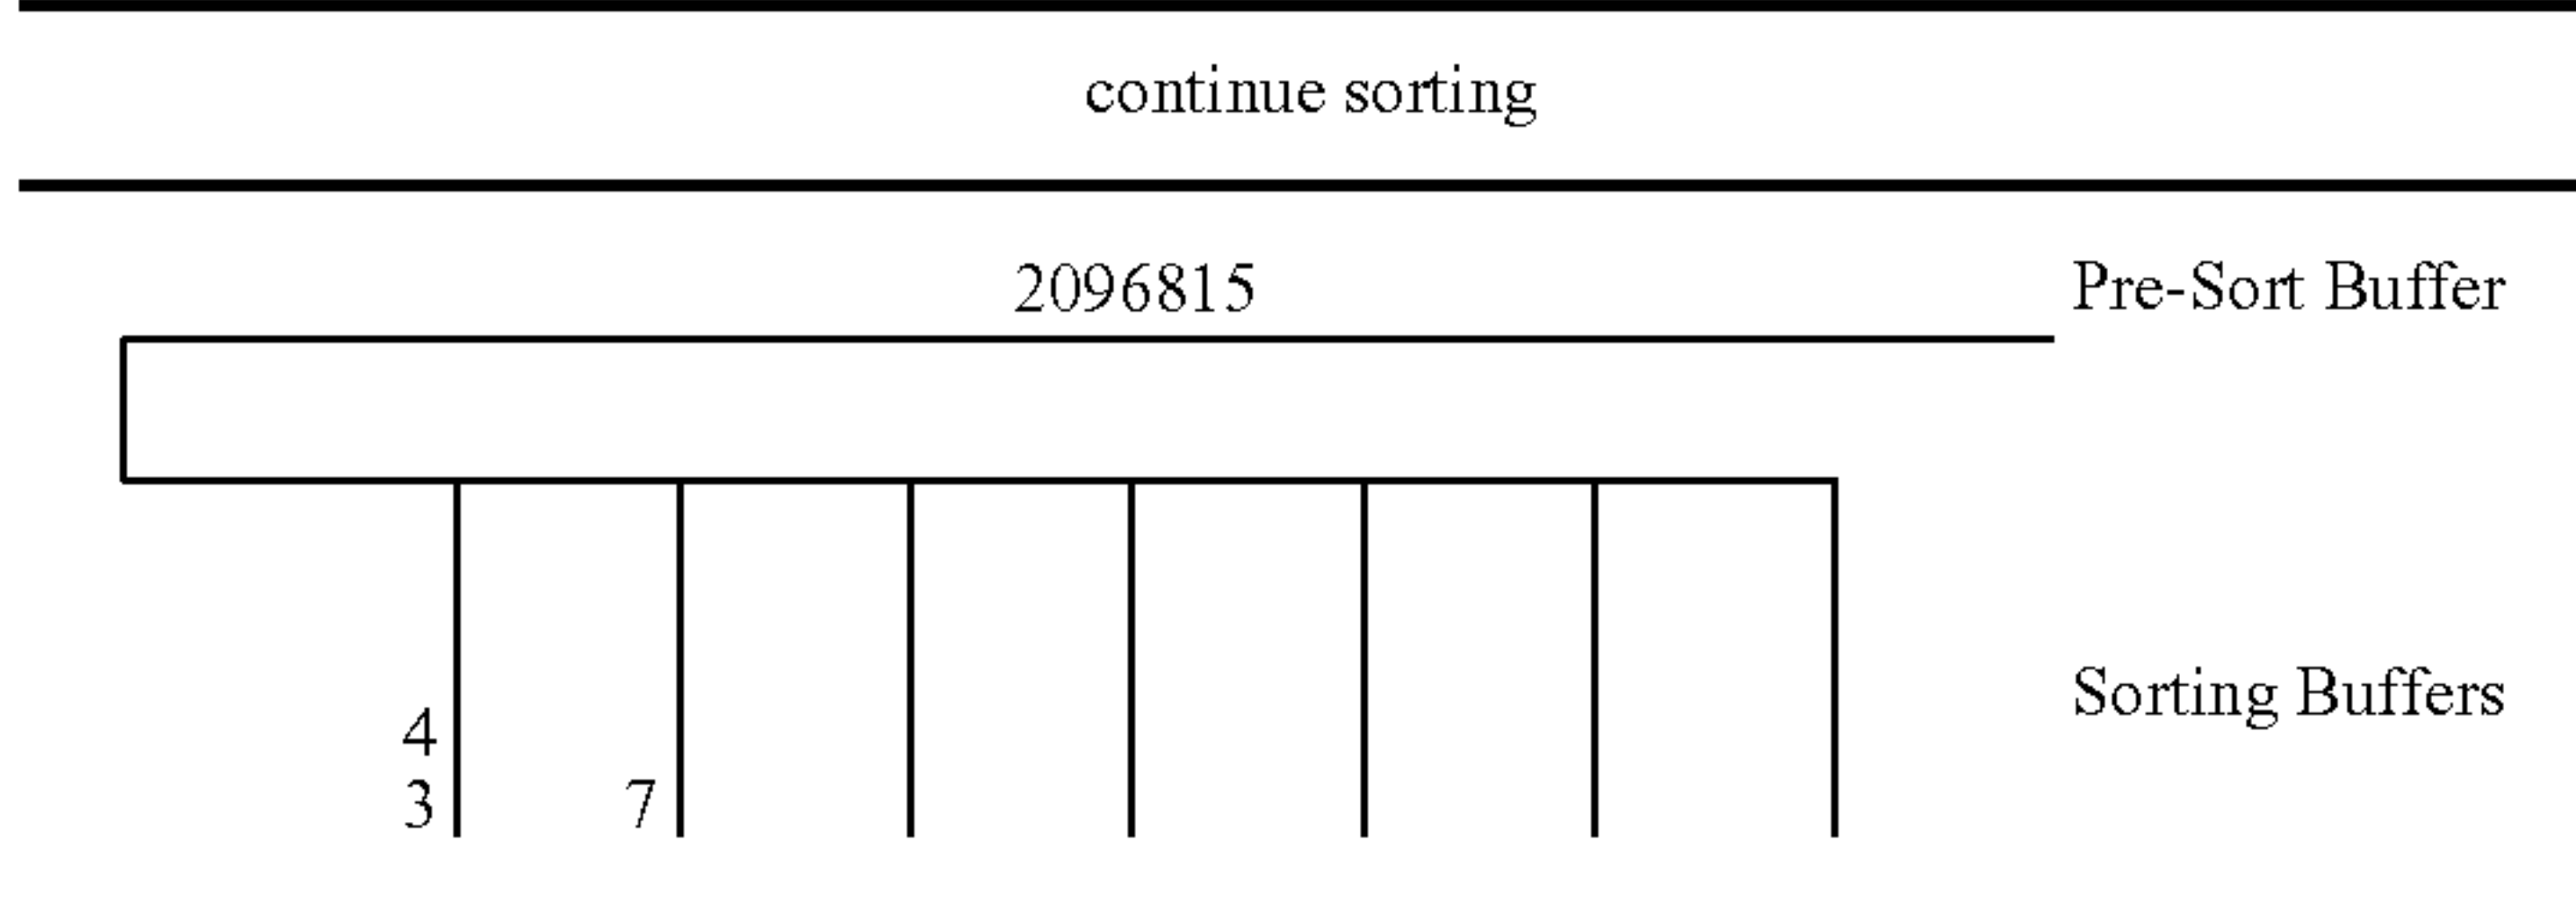 continue sorting
2096815 Pre-Sort Buffer
Sorting Buffers
4
3 7